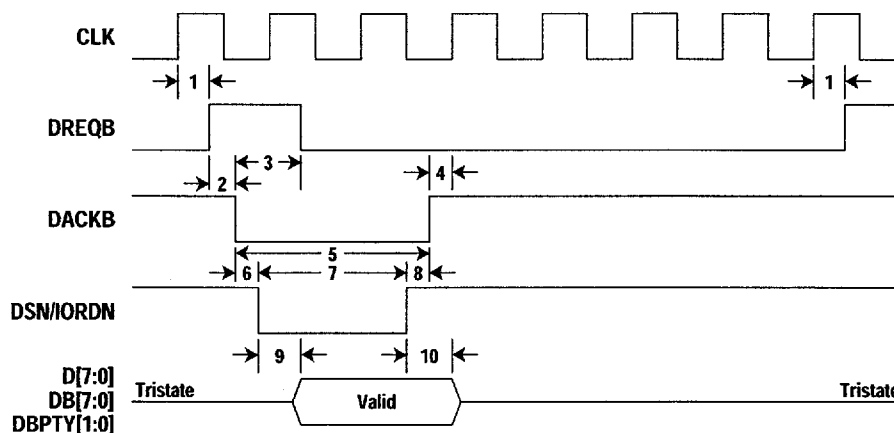 CLK
1 1
DREQB
3
2 4
DACKB
5
6 7 8
DSN/IORDN
9 10
D[7:0]
Tristate DB[7:0] Valid Tristate
DBPTY[1:0]